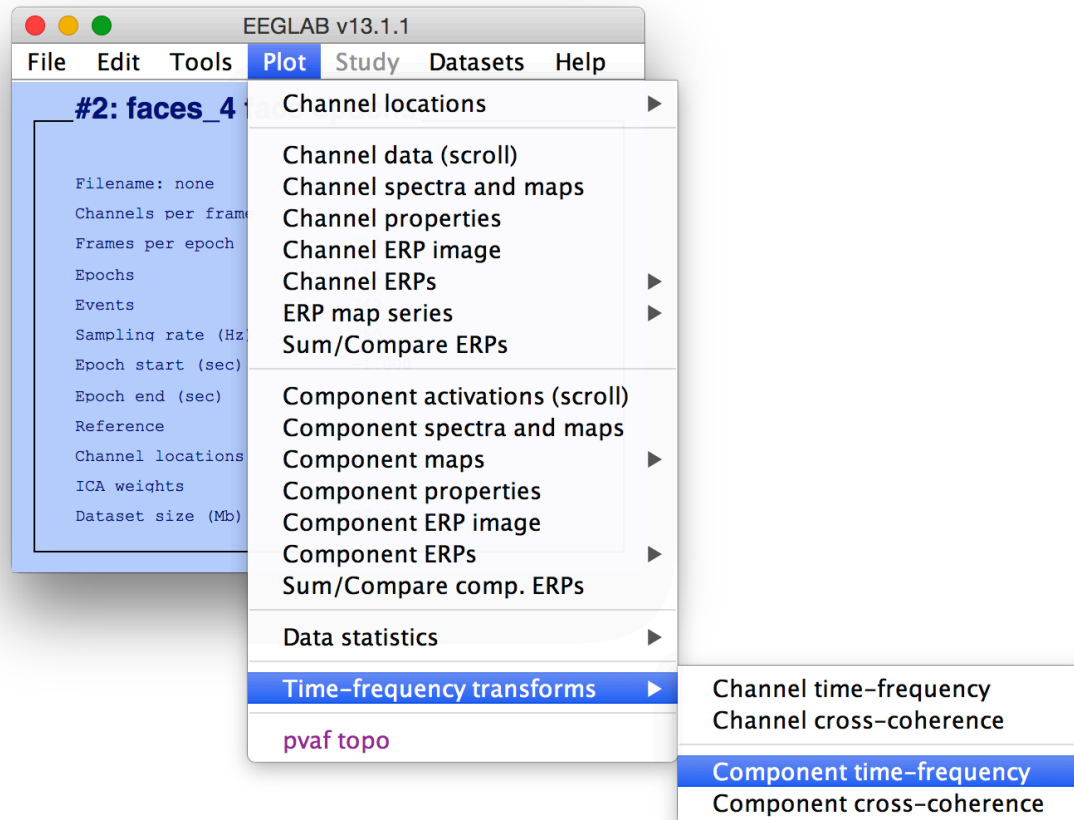 EEGLAB v13.1.1
File Edit Tools Plot Study Datasets Help
#2: faces_4
Filename: none
Channels per frame
Frames per epoch
Epochs
Events
Sampling rate (Hz)
Epoch start (sec)
Epoch end (sec)
Reference
Channel locations
ICA weights
Dataset size (Mb)
Channel locations
Channel data (scroll)
Channel spectra and maps
Channel properties
Channel ERP image
Channel ERPs
ERP map series
Sum/Compare ERPs
Component activations (scroll)
Component spectra and maps
Component maps
Component properties
Component ERP image
Component ERPs
Sum/Compare comp. ERPs
Data statistics
Time-frequency transforms
pvaf topo
Channel time-frequency
Channel cross-coherence
Component time-frequency
Component cross-coherence